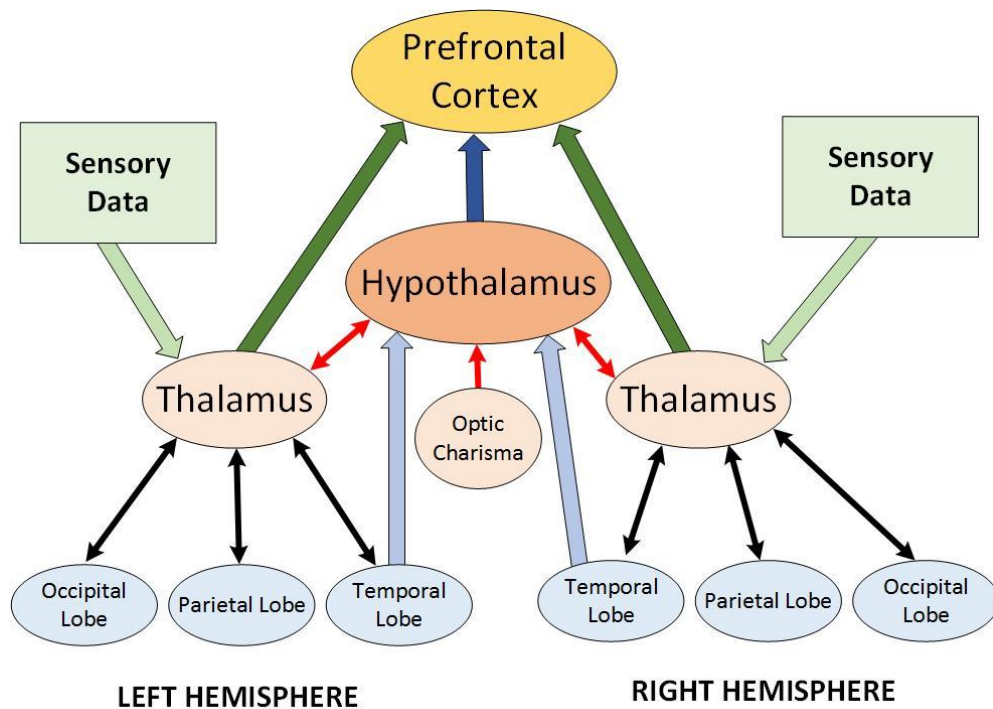 Prefrontal
Cortex
Sensory
Data
Sensory
Data
Hypothalamus
Thalamus
Optic
Charisma
Thalamus
Occipital
Lobe
Parietal Lobe
Temporal
Lobe
Temporal
Lobe
Parietal Lobe
Occipital
Lobe
LEFT HEMISPHERE
RIGHT HEMISPHERE